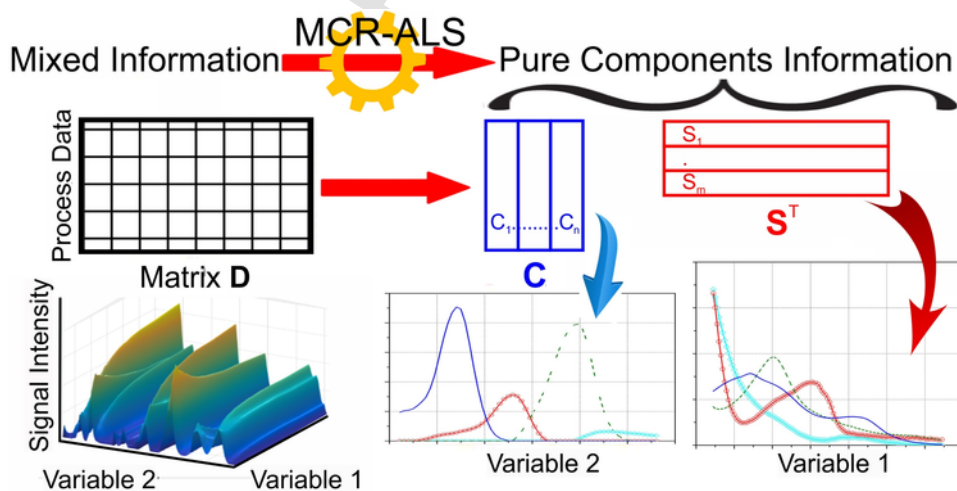 MCR-ALS
Mixed Information
Pure Components Information
Process Data
S1
.
Sm
C1.........Cn
S^T
C
Matrix D
Signal Intensity
Variable 2
Variable 1
Variable 2
Variable 1